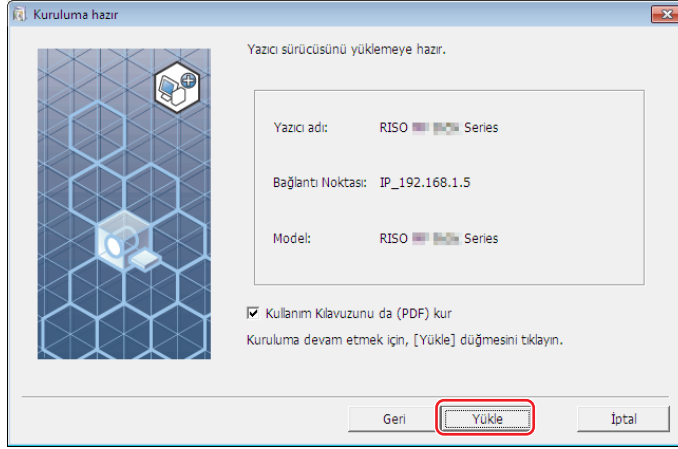 Kuruluma hazır
Yazıcı sürücüsünü yüklemeye hazır.
Yazıcı adı: RISO Series
Bağlantı Noktası: IP_192.168.1.5
Model: RISO Series
Kullanım Kılavuzunu da (PDF) kur
Kuruluma devam etmek için, [Yükle] düğmesini tıklayın.
Geri Yükle İptal